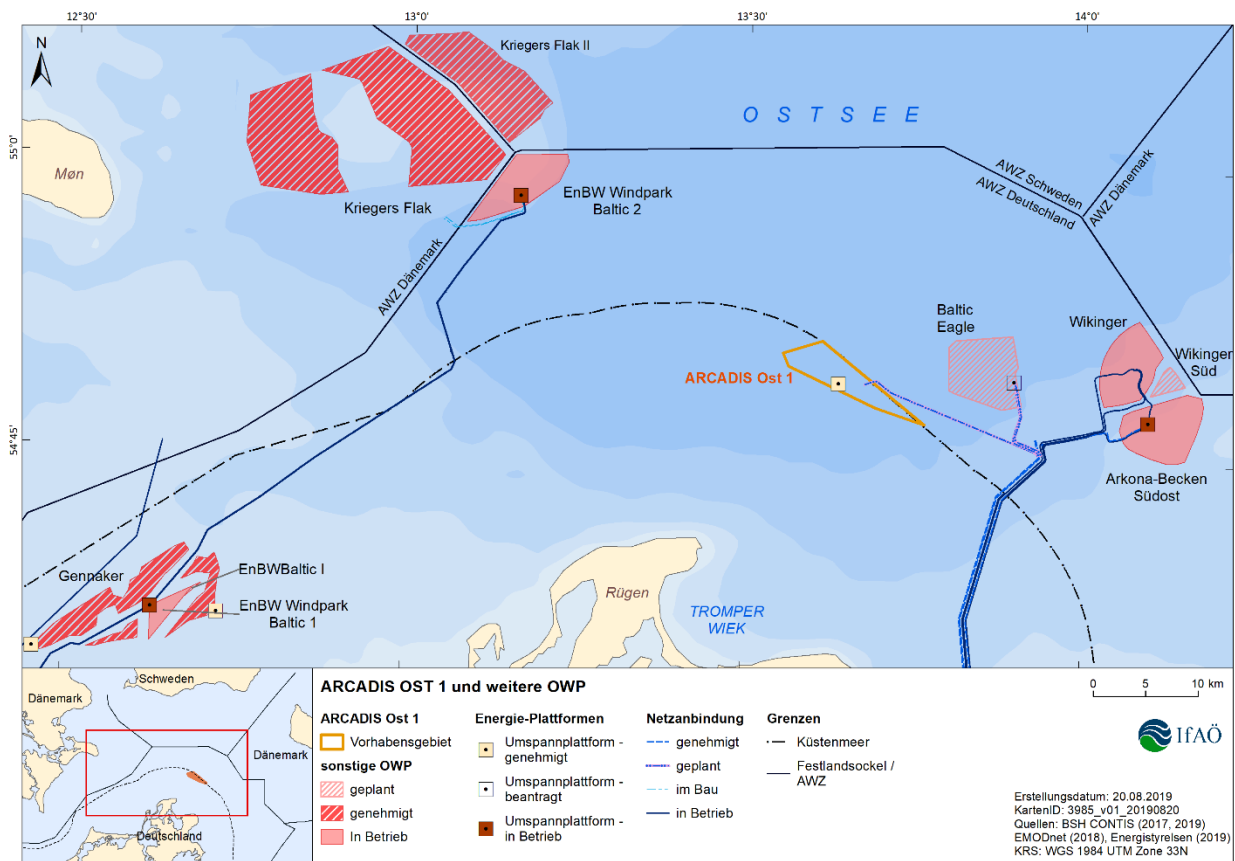 12°30'
13°0'
13°30'
14°0'
N
Kriegers Flak II
OSTSEE
55°0'
Møn
AWZ Schweden
AWZ Deutschland
AWZ Dänemark
Kriegers Flak
EnBW Windpark
Baltic 2
AWZ Dänemark
Baltic
Eagle
Wikinger
Wikinger
Süd
ARCADIS Ost 1
54°45'
Arkona-Becken
Südost
Gennaker
EnBWBaltic I
EnBW Windpark
Baltic 1
Rügen
TROMPER
WIEK
Dänemark
Schweden
Dänemark
Deutschland
ARCADIS OST 1 und weitere OWP
ARCADIS Ost 1
Vorhabensgebiet
sonstige OWP
geplant
genehmigt
In Betrieb
Energie-Plattformen
Umspannplattform -
genehmigt
Umspannplattform -
beantragt
Umspannplattform -
in Betrieb
Netzanbindung
genehmigt
geplant
im Bau
in Betrieb
Grenzen
Küstenmeer
Festlandsockel /
AWZ
0 5 10 km
IfAÖ
Erstellungsdatum: 20.08.2019
KartenID: 3985_v01_20190820
Quellen: BSH CONTIS (2017, 2019)
EMODnet (2018), Energistyreisen (2019)
KRS: WGS 1984 UTM Zone 33N